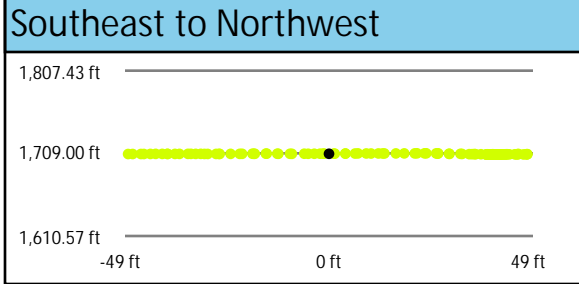 Southeast to Northwest
1,807.43 ft
1,709.00 ft
1,610.57 ft
-49 ft 0 ft 49 ft